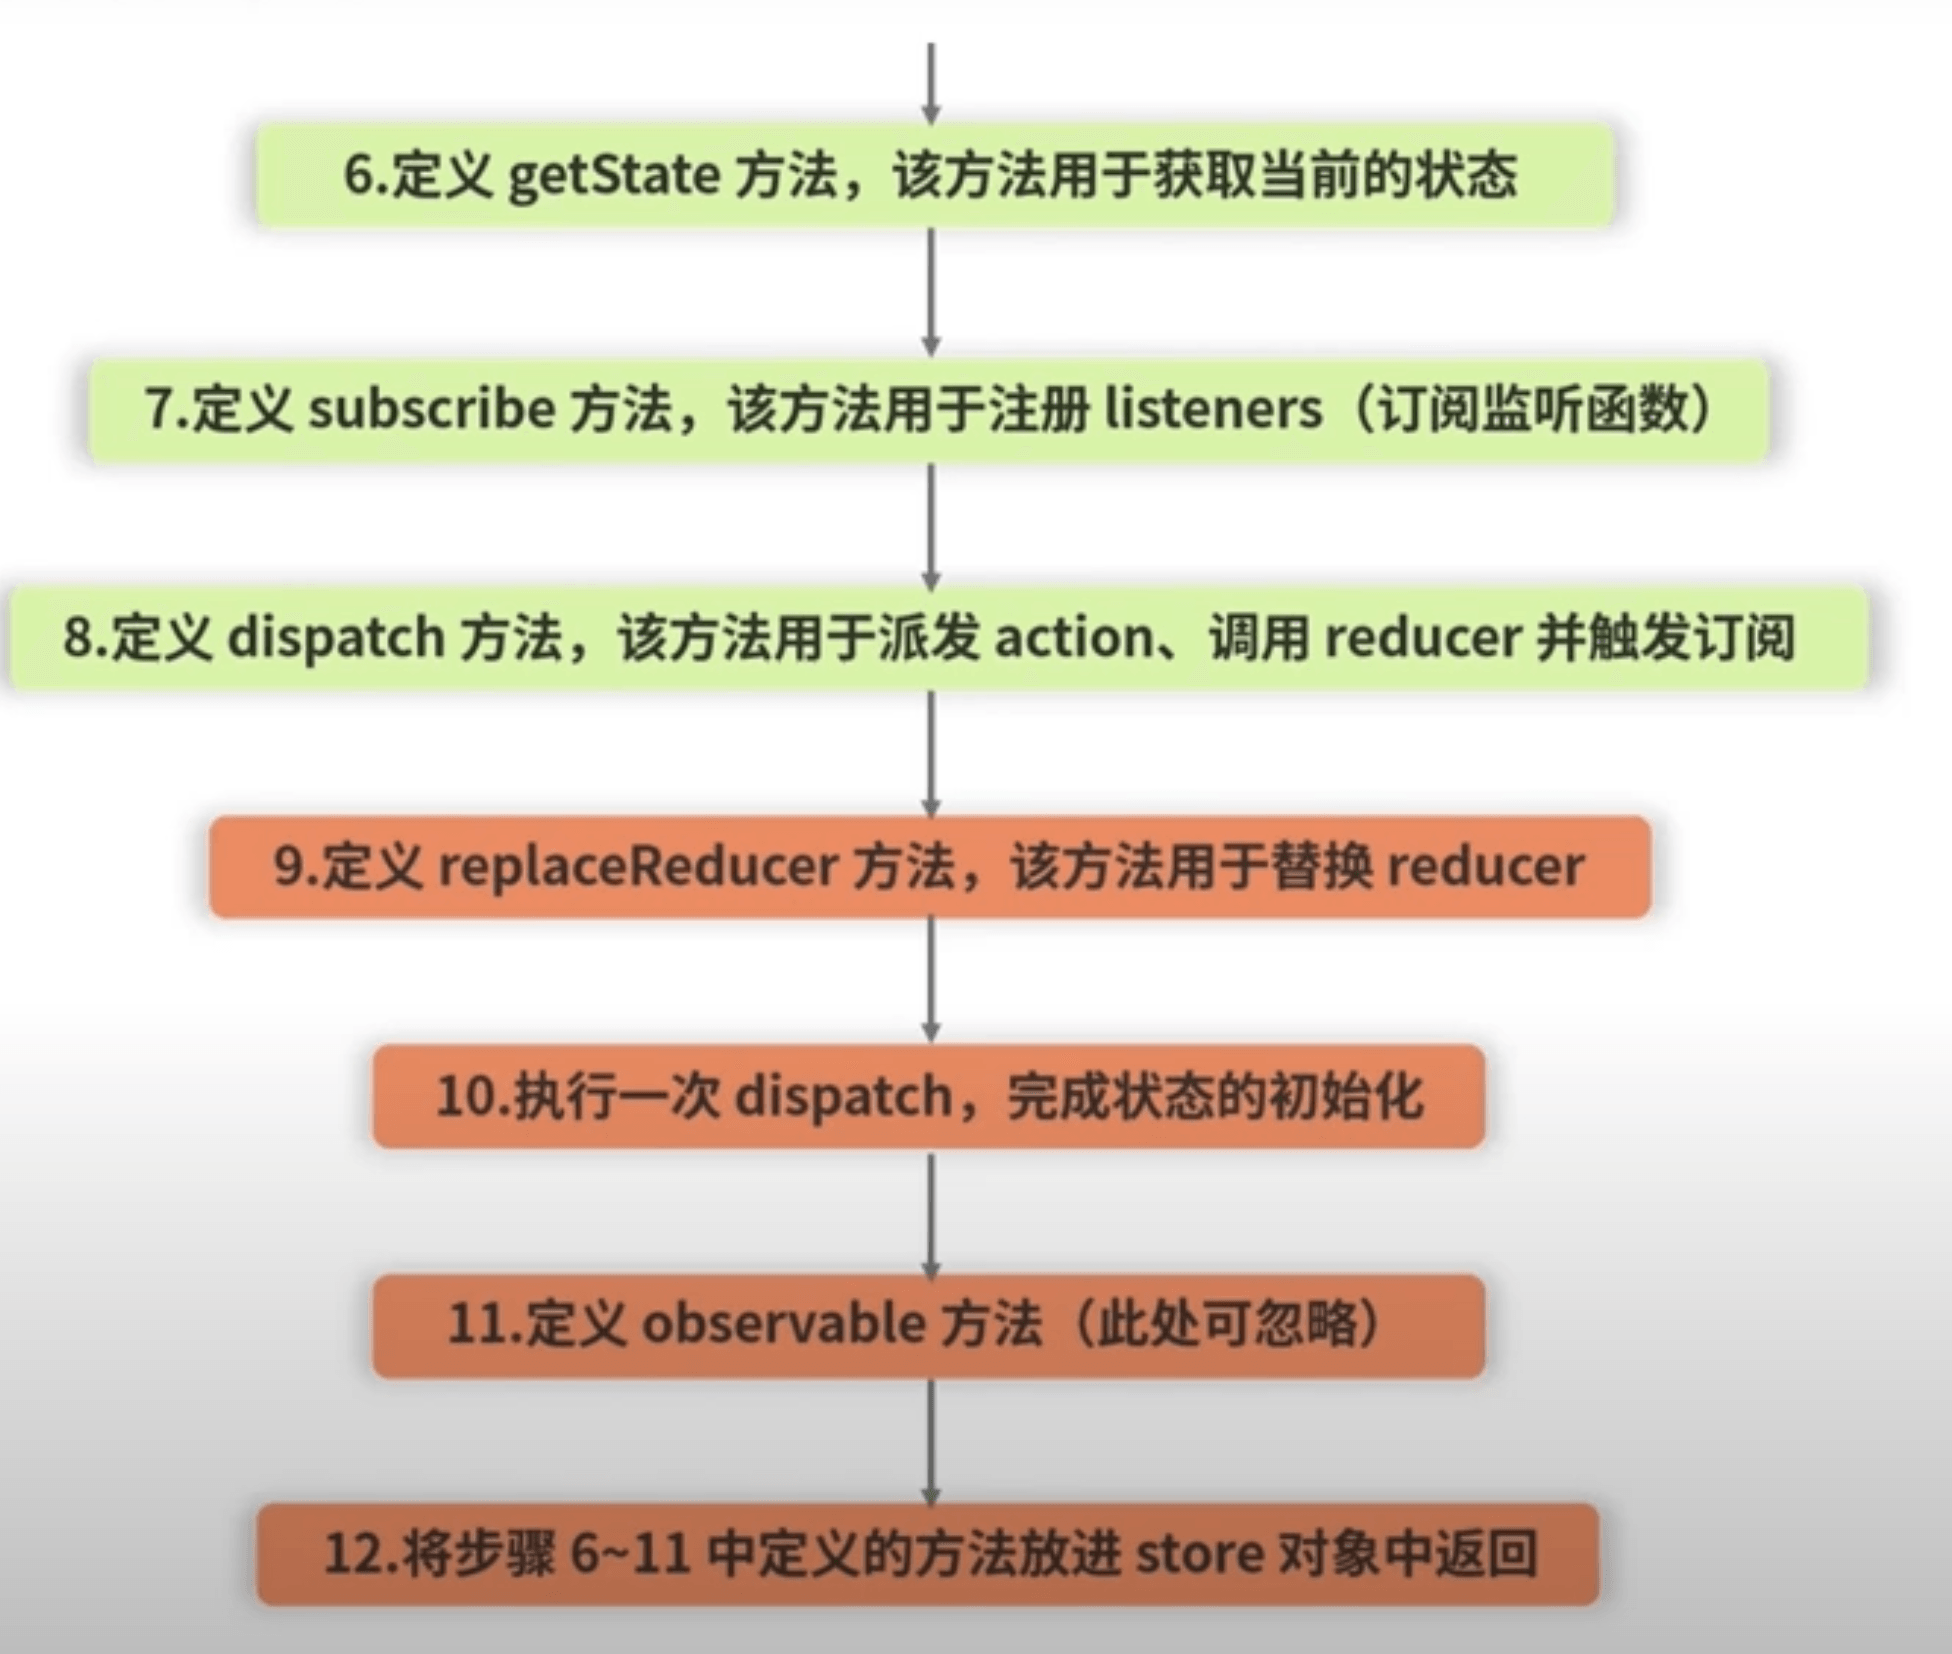 6.定义 getState 方法，该方法用于获取当前的状态
7.定义 subscribe 方法，该方法用于注册 listeners（订阅监听函数）
8.定义 dispatch 方法，该方法用于派发 action、调用 reducer 并触发订阅
9.定义 replaceReducer 方法，该方法用于替换 reducer
10.执行一次 dispatch，完成状态的初始化
11.定义 observable 方法（此处可忽略）
12.将步骤 6~11 中定义的方法放进 store 对象中返回